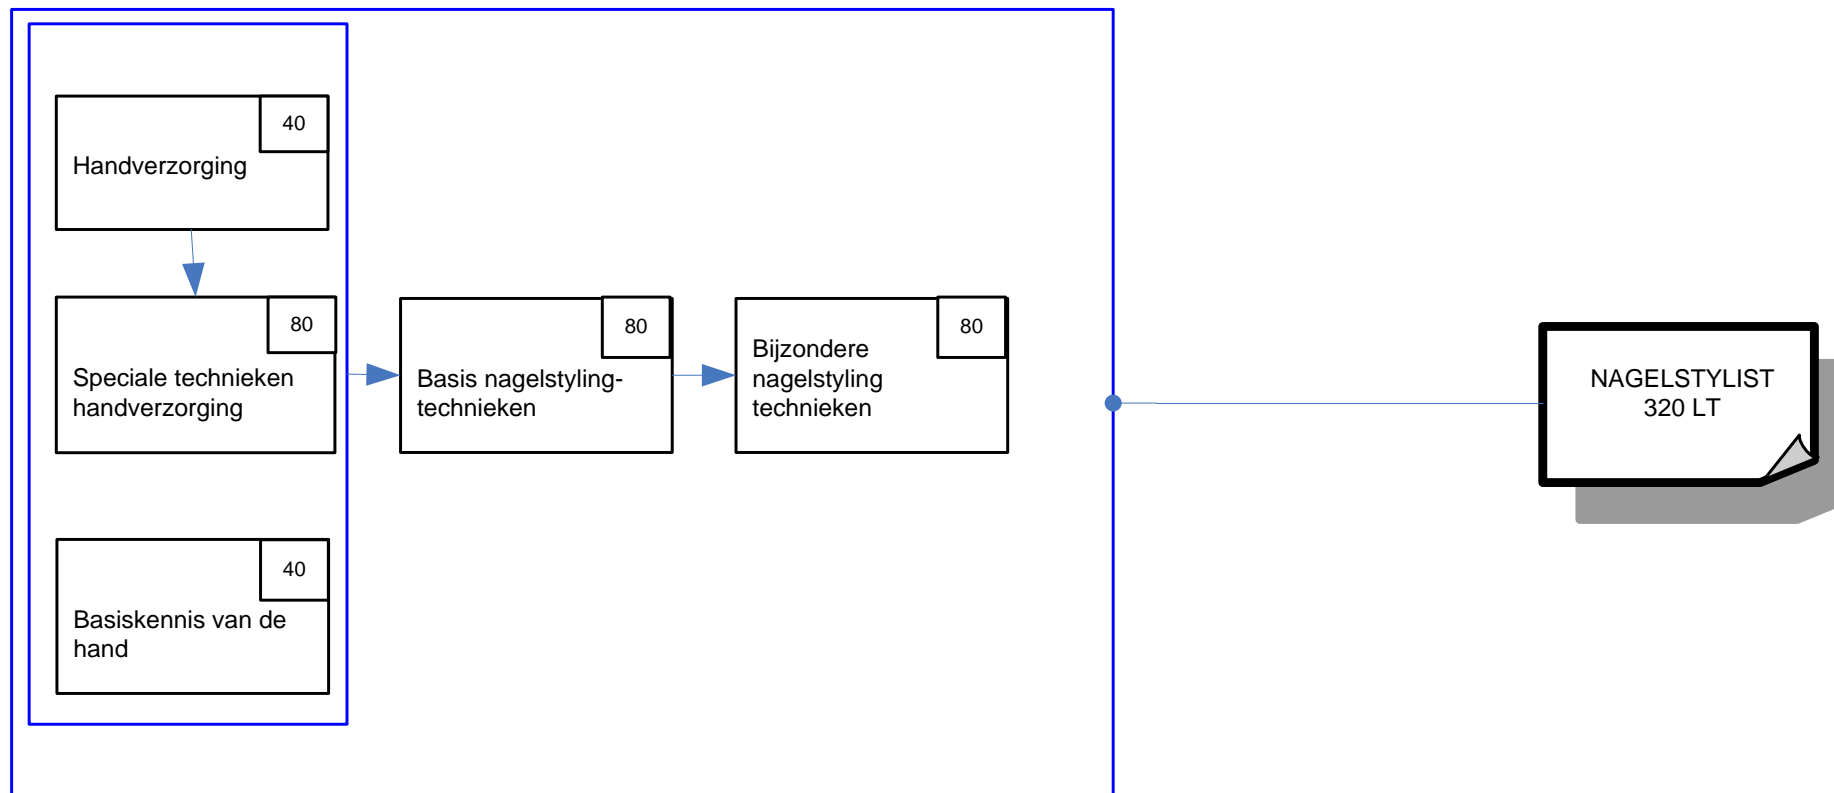 40
Handverzorging
80
Speciale technieken
handverzorging
80
Basis nagelstyling-
technieken
80
Bijzondere
nagelstyling
technieken
40
Basiskennis van de
hand
NAGELSTYLIST
320 LT